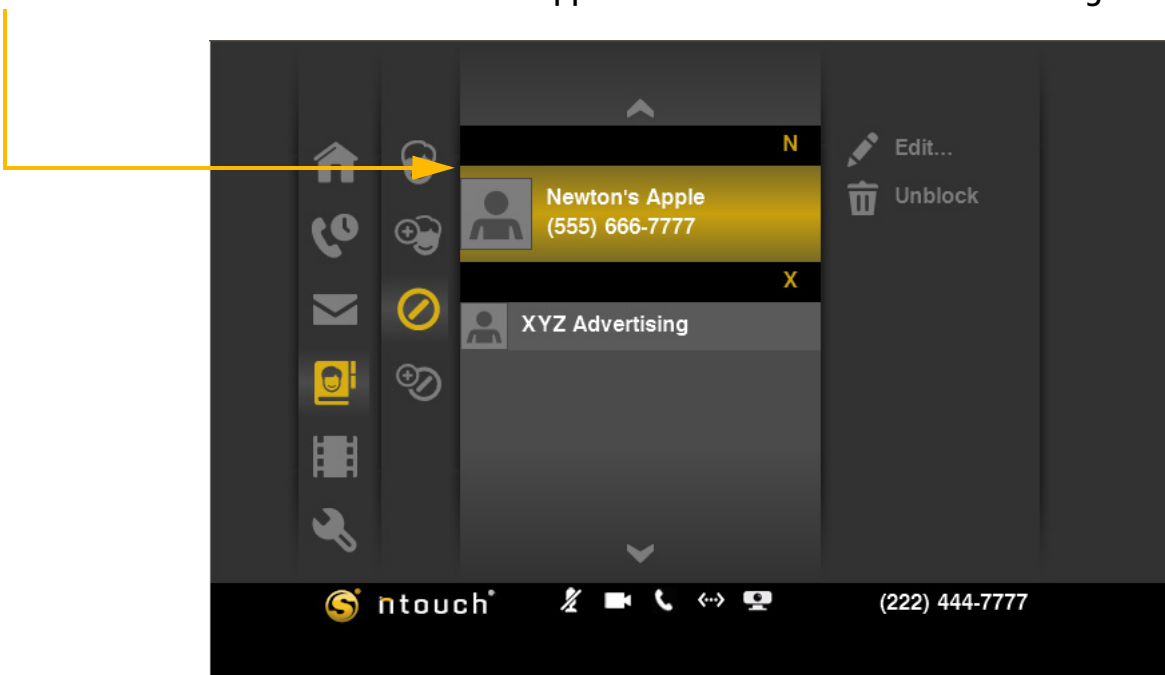 N
Newton's Apple
(555) 666-7777
X
XYZ Advertising
Edit...
Unblock
ntouch®
(222) 444-7777